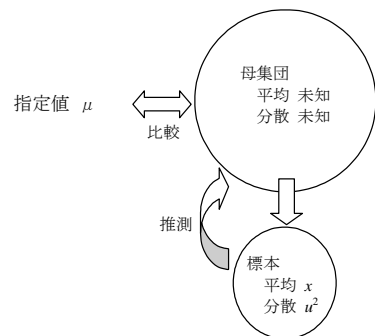 母集団
平均 未知
分散 未知
指定値 μ
比較
推測
標本
平均 x
分散 u²